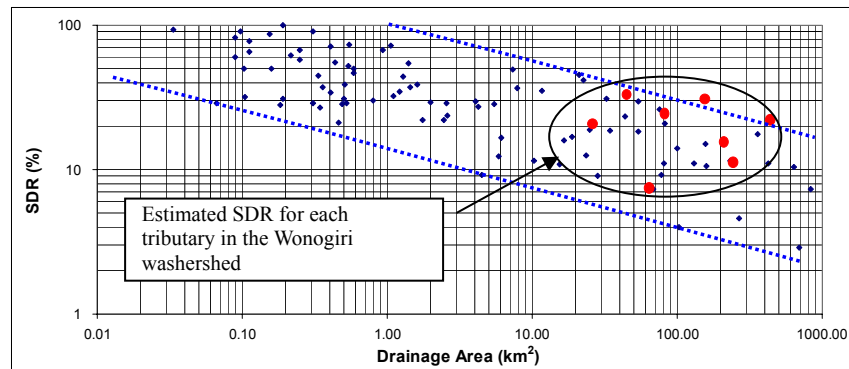 100
10
1
SDR (%)
Estimated SDR for each
tributary in the Wonogiri
washershed
0.01 0.10 1.00 10.00 100.00 1000.00
Drainage Area (km²)